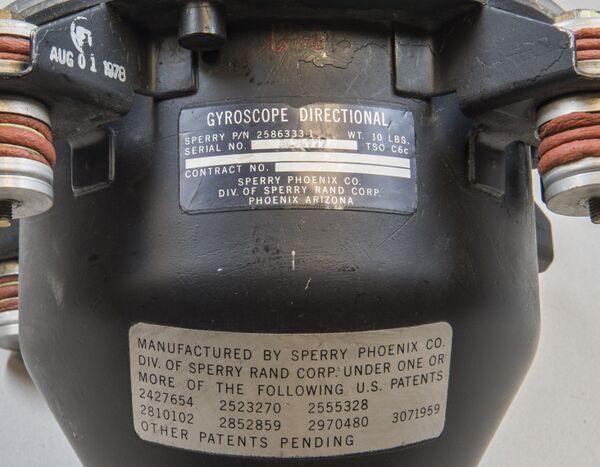 AUG 01 1978
GYROSCOPE DIRECTIONAL
SPERRY P/N 2586333-1 WT. 10 LBS.
SERIAL NO. TSO C6c
CONTRACT NO.
SPERRY PHOENIX CO.
DIV. OF SPERRY RAND CORP.
PHOENIX ARIZONA
MANUFACTURED BY SPERRY PHOENIX CO.
DIV. OF SPERRY RAND CORP. UNDER ONE OR
MORE OF THE FOLLOWING U.S. PATENTS
2427654 2523270 2555328
2810102 2852859 2970480 3071959
OTHER PATENTS PENDING